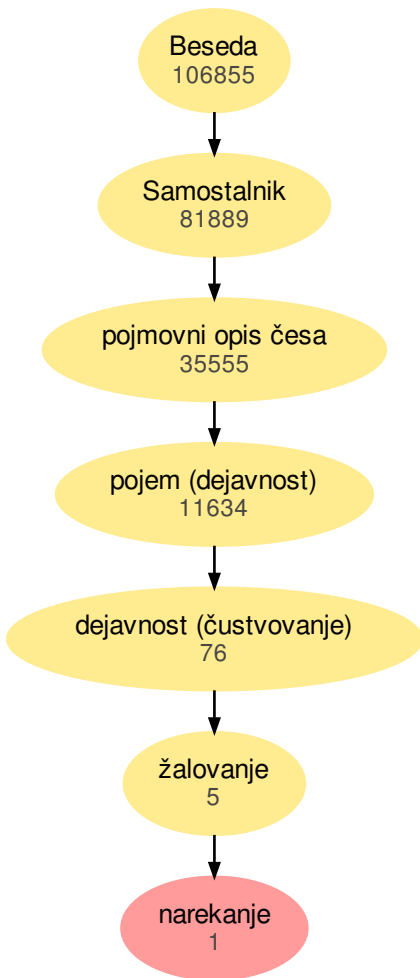 Beseda
106855
Samostalnik
81889
pojmovni opis česa
35555
pojem (dejavnost)
11634
dejavnost (čustvovanje)
76
žalovanje
5
narekanje
1